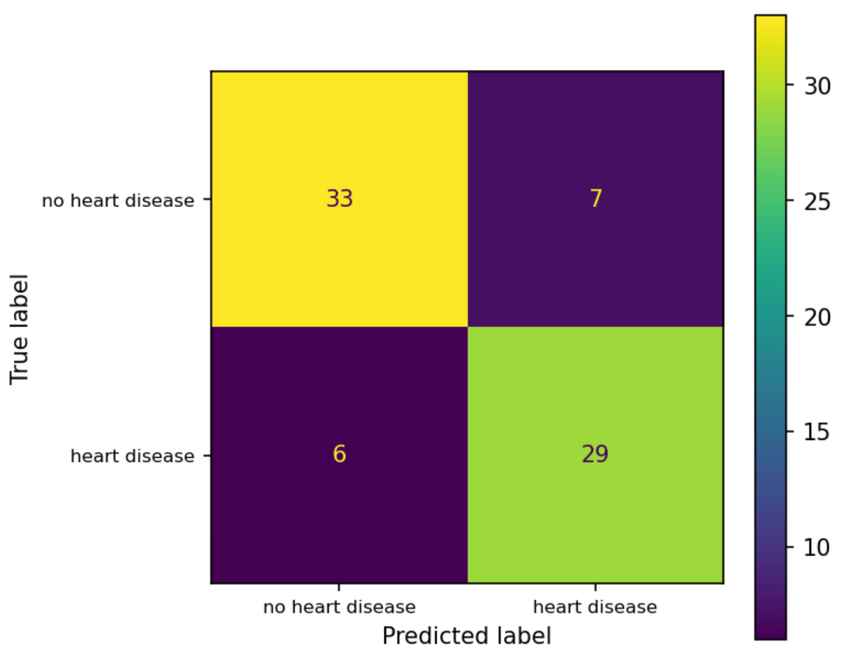 no heart disease
33
7
heart disease
6
29
no heart disease
heart disease
Predicted label
True label
30
25
20
15
10